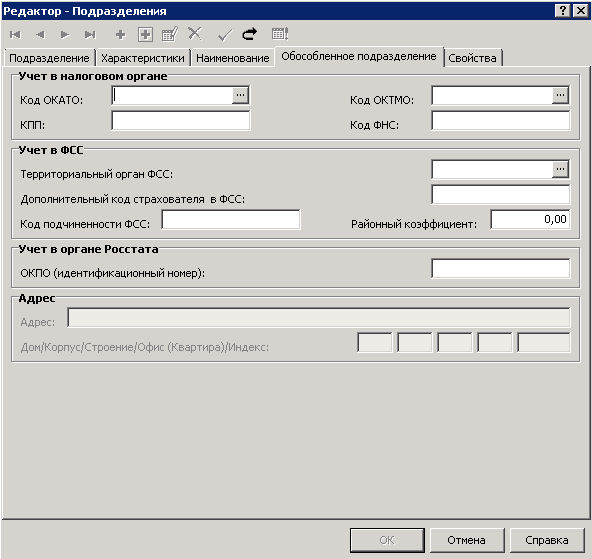 Редактор - Подразделения
Подразделение Характеристики Наименование Обособленное подразделение Свойства
Учет в налоговом органе
Код ОКАТО: ... Код ОКТМО: ...
КПП: Код ФНС:
Учет в ФСС
Территориальный орган ФСС: ...
Дополнительный код страхователя в ФСС:
Код подчиненности ФСС: Районный коэффициент: 0,00
Учет в органе Росстата
ОКПО (идентификационный номер):
Адрес
Адрес:
Дом/Корпус/Строение/Офис (Квартира)/Индекс:
ОК Отмена Справка